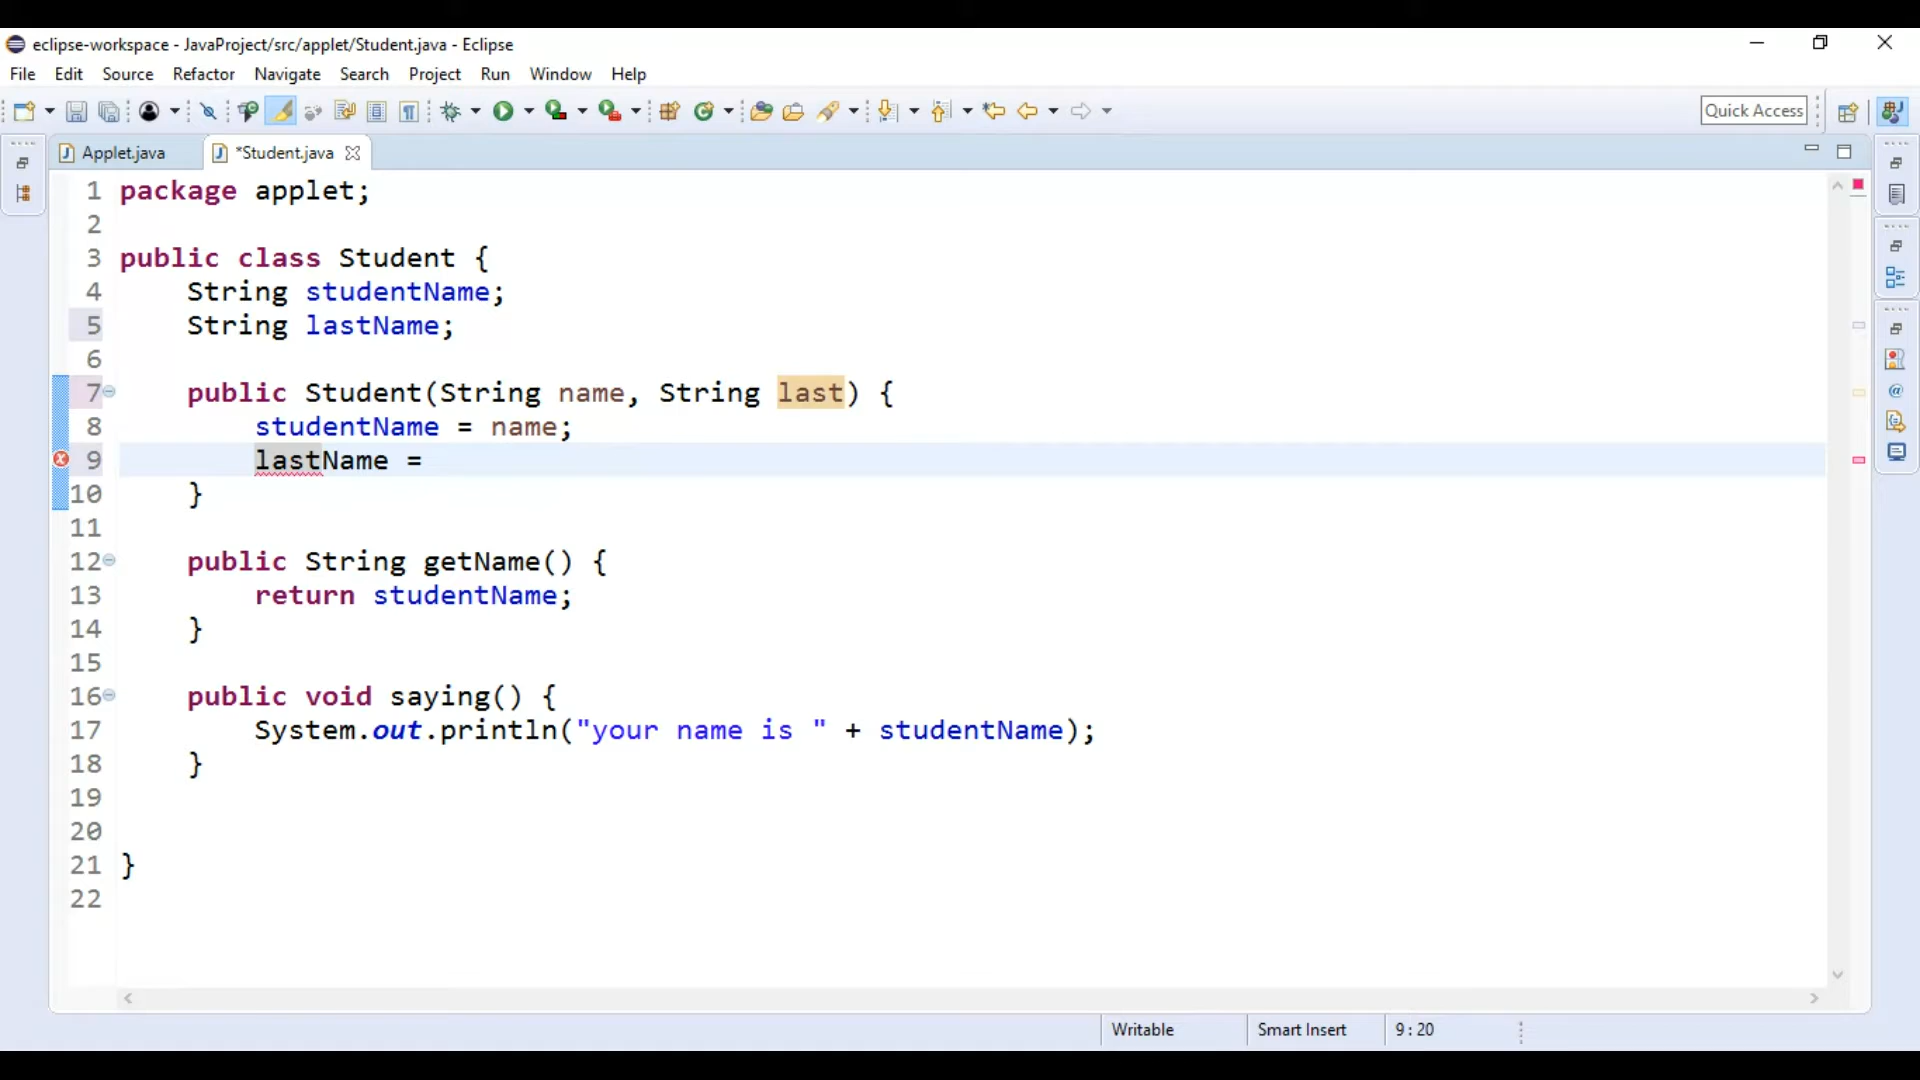 eclipse-workspace - JavaProject/src/applet/Student.java - Eclipse
File Edit Source Refactor Navigate Search Project Run Window Help
Quick Access
Applet.java *Student.java
1 package applet;
2
3 public class Student {
4 String studentName;
5 String lastName;
6
7 public Student(String name, String last) {
8 studentName = name;
9 lastName =
10 }
11
12 public String getName() {
13 return studentName;
14 }
15
16 public void saying() {
17 System.out.println("your name is " + studentName);
18 }
19
20
21 }
22
Writable Smart Insert 9 : 20